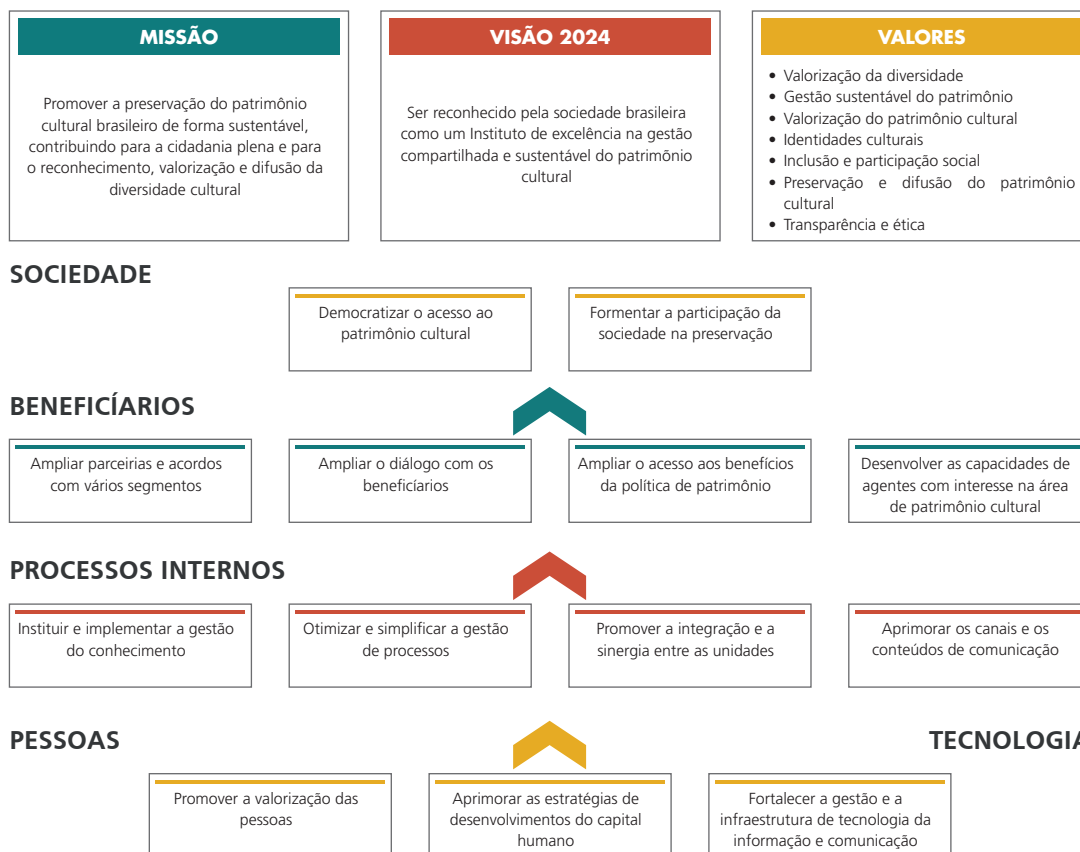 MISSÃO
Promover a preservação do patrimônio
cultural brasileiro de forma sustentável,
contribuindo para a cidadania plena e para
o reconhecimento, valorização e difusão da
diversidade cultural
VISÃO 2024
Ser reconhecido pela sociedade brasileira
como um Instituto de excelência na gestão
compartilhada e sustentável do patrimõnio
cultural
VALORES
• Valorização da diversidade
• Gestão sustentável do patrimônio
• Valorização do patrimônio cultural
• Identidades culturais
• Inclusão e participação social
• Preservação e difusão do patrimônio
cultural
• Transparência e ética
SOCIEDADE
Democratizar o acesso ao
patrimônio cultural
Formentar a participação da
sociedade na preservação
BENEFICÍARIOS
Ampliar parceirias e acordos
com vários segmentos
Ampliar o diálogo com os
beneficíarios
Ampliar o acesso aos benefícios
da política de patrimônio
Desenvolver as capacidades de
agentes com interesse na área
de patrimônio cultural
PROCESSOS INTERNOS
Instituir e implementar a gestão
do conhecimento
Otimizar e simplificar a gestão
de processos
Promover a integração e a
sinergia entre as unidades
Aprimorar os canais e os
conteúdos de comunicação
PESSOAS
TECNOLOGIA
Promover a valorização das
pessoas
Aprimorar as estratégias de
desenvolvimentos do capital
humano
Fortalecer a gestão e a
infraestrutura de tecnologia da
informação e comunicação